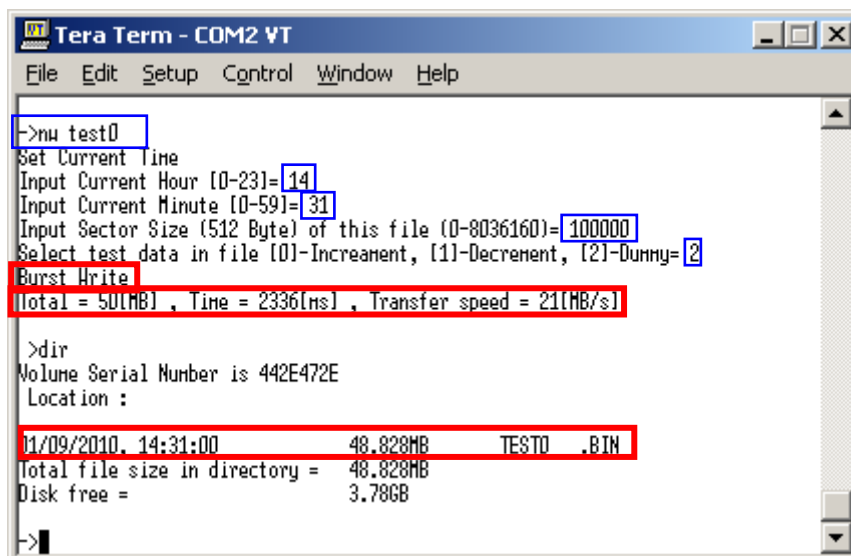 Tera Term - COM2 VT
File Edit Setup Control Window Help
->nw test0
Set Current Time
Input Current Hour [0-23]= 14
Input Current Minute [0-59]= 31
Input Sector Size (512 Byte) of this file (0-8036160)= 100000
Select test data in file [0]-Increament, [1]-Decrement, [2]-Dummy= 2
Burst Write
Total = 50[MB] , Time = 2336[ms] , Transfer speed = 21[MB/s]
>dir
Volume Serial Number is 442E472E
Location :
01/09/2010, 14:31:00 48.828MB TEST0 .BIN
Total file size in directory = 48.828MB
Disk free = 3.78GB
->